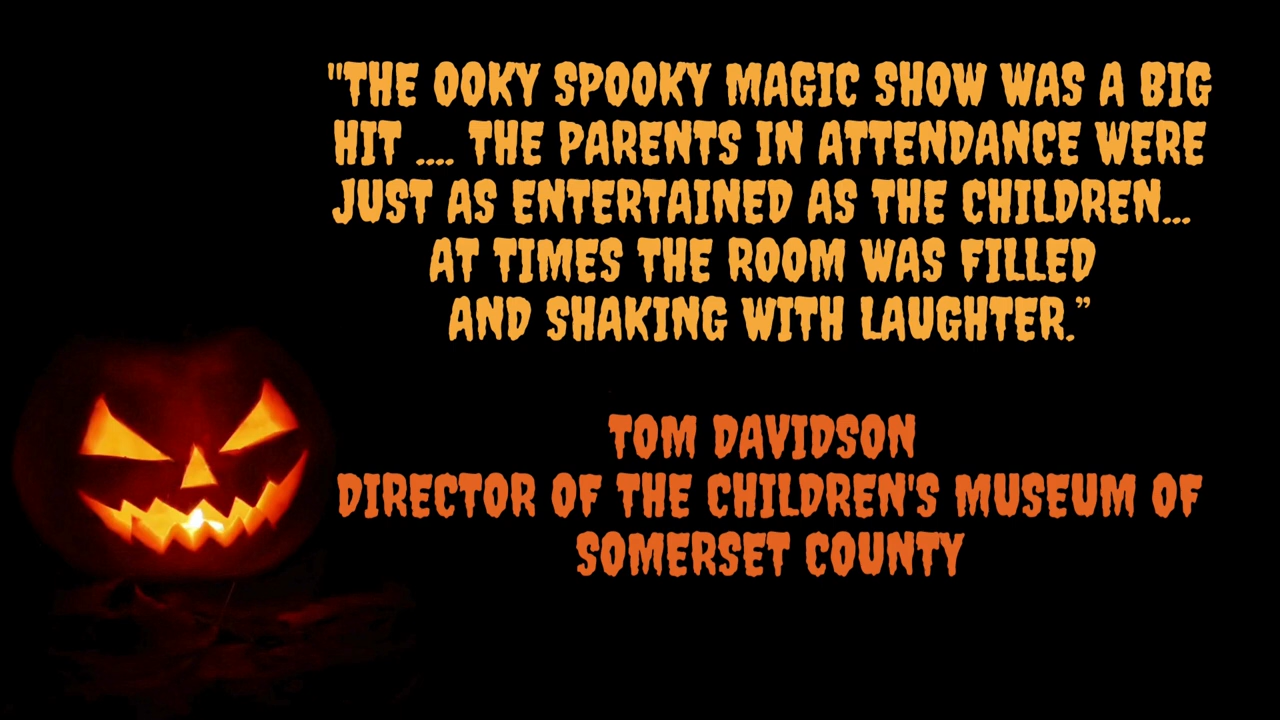 "THE OOKY SPOOKY MAGIC SHOW WAS A BIG
HIT .... THE PARENTS IN ATTENDANCE WERE
JUST AS ENTERTAINED AS THE CHILDREN...
AT TIMES THE ROOM WAS FILLED
AND SHAKING WITH LAUGHTER.”
TOM DAVIDSON
DIRECTOR OF THE CHILDREN'S MUSEUM OF
SOMERSET COUNTY